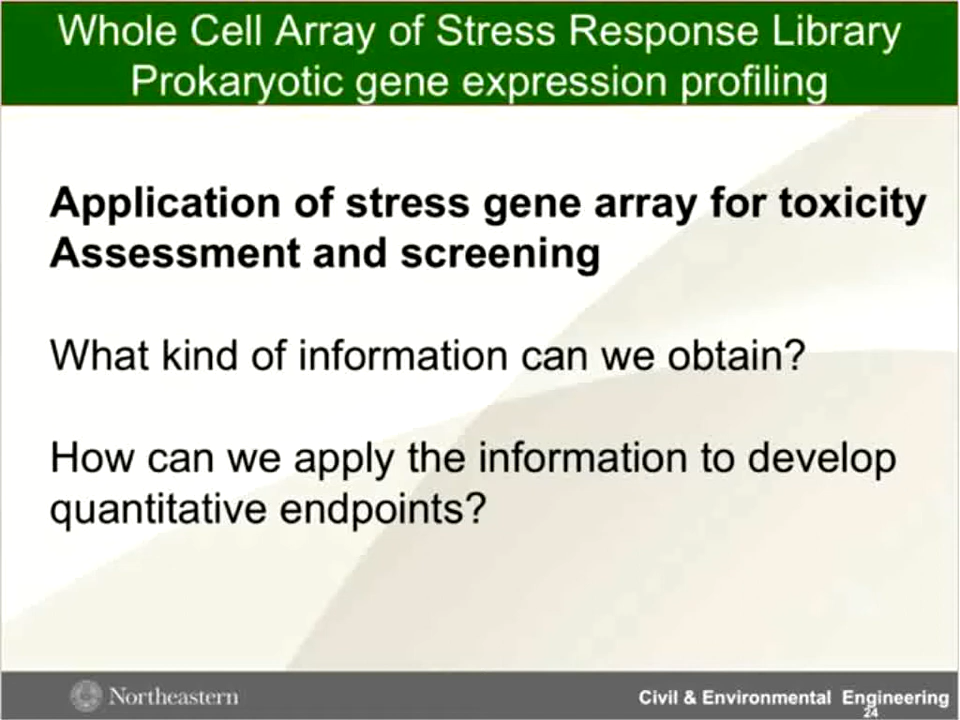 Whole Cell Array of Stress Response Library
Prokaryotic gene expression profiling
Application of stress gene array for toxicity
Assessment and screening
What kind of information can we obtain?
How can we apply the information to develop
quantitative endpoints?
Northeastern
Civil & Environmental Engineering
24